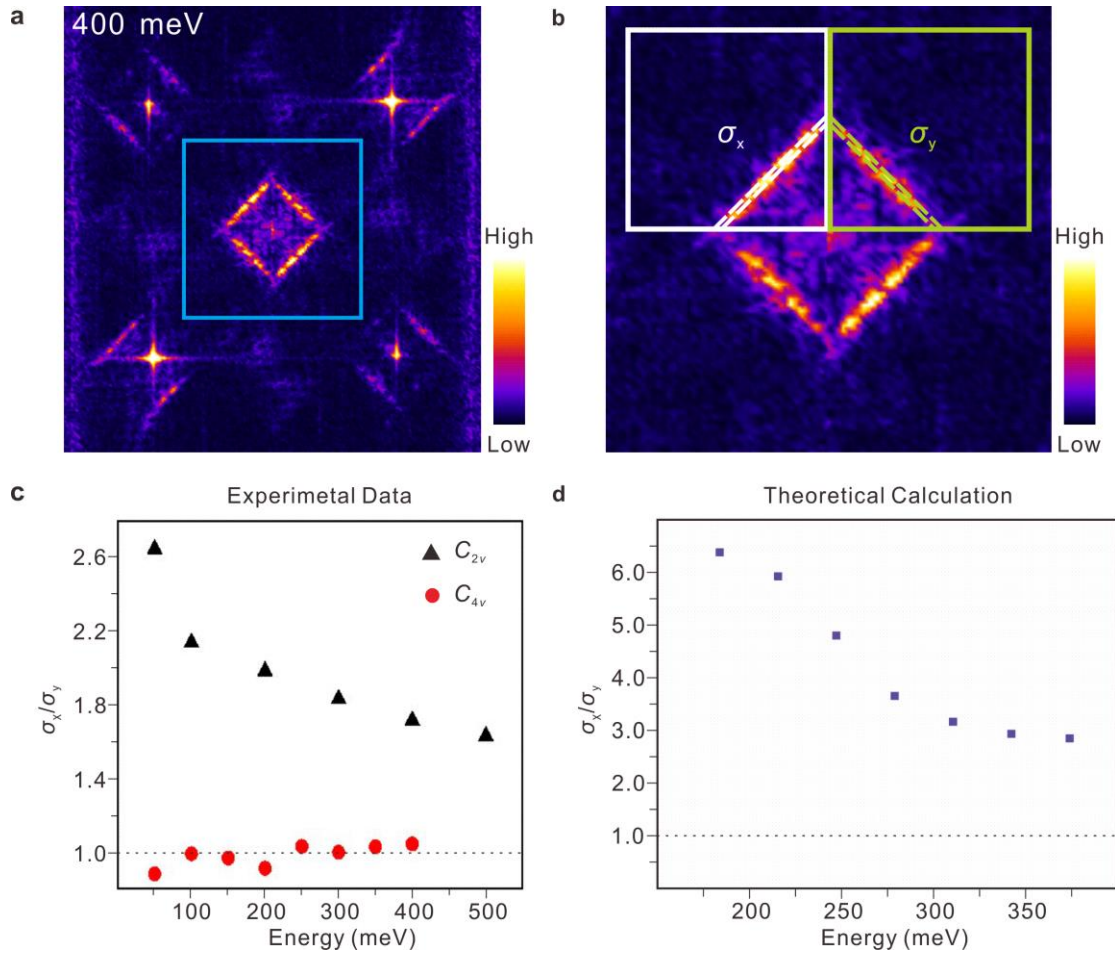 a
400 meV
High
Low
b
σx
σy
High
Low
c
Experimetal Data
C2v
C4v
2.6
2.2
1.8
1.4
1.0
σx/σy
100 200 300 400 500
Energy (meV)
d
Theoretical Calculation
6.0
5.0
4.0
3.0
2.0
1.0
σx/σy
200 250 300 350
Energy (meV)